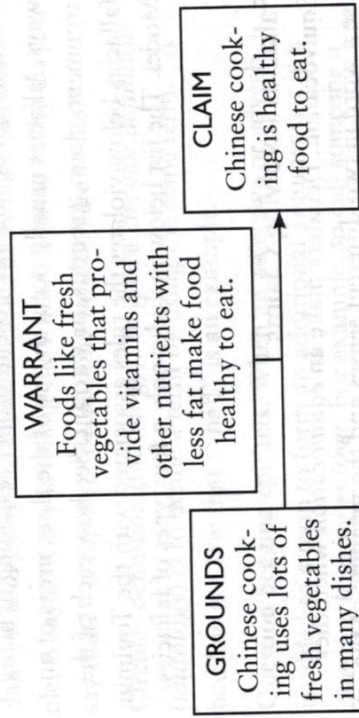 WARRANT
Foods like fresh
vegetables that pro-
vide vitamins and
other nutrients with
less fat make food
healthy to eat.
GROUNDS
Chinese cook-
ing uses lots of
fresh vegetables
in many dishes.
CLAIM
Chinese cook-
ing is healthy
food to eat.